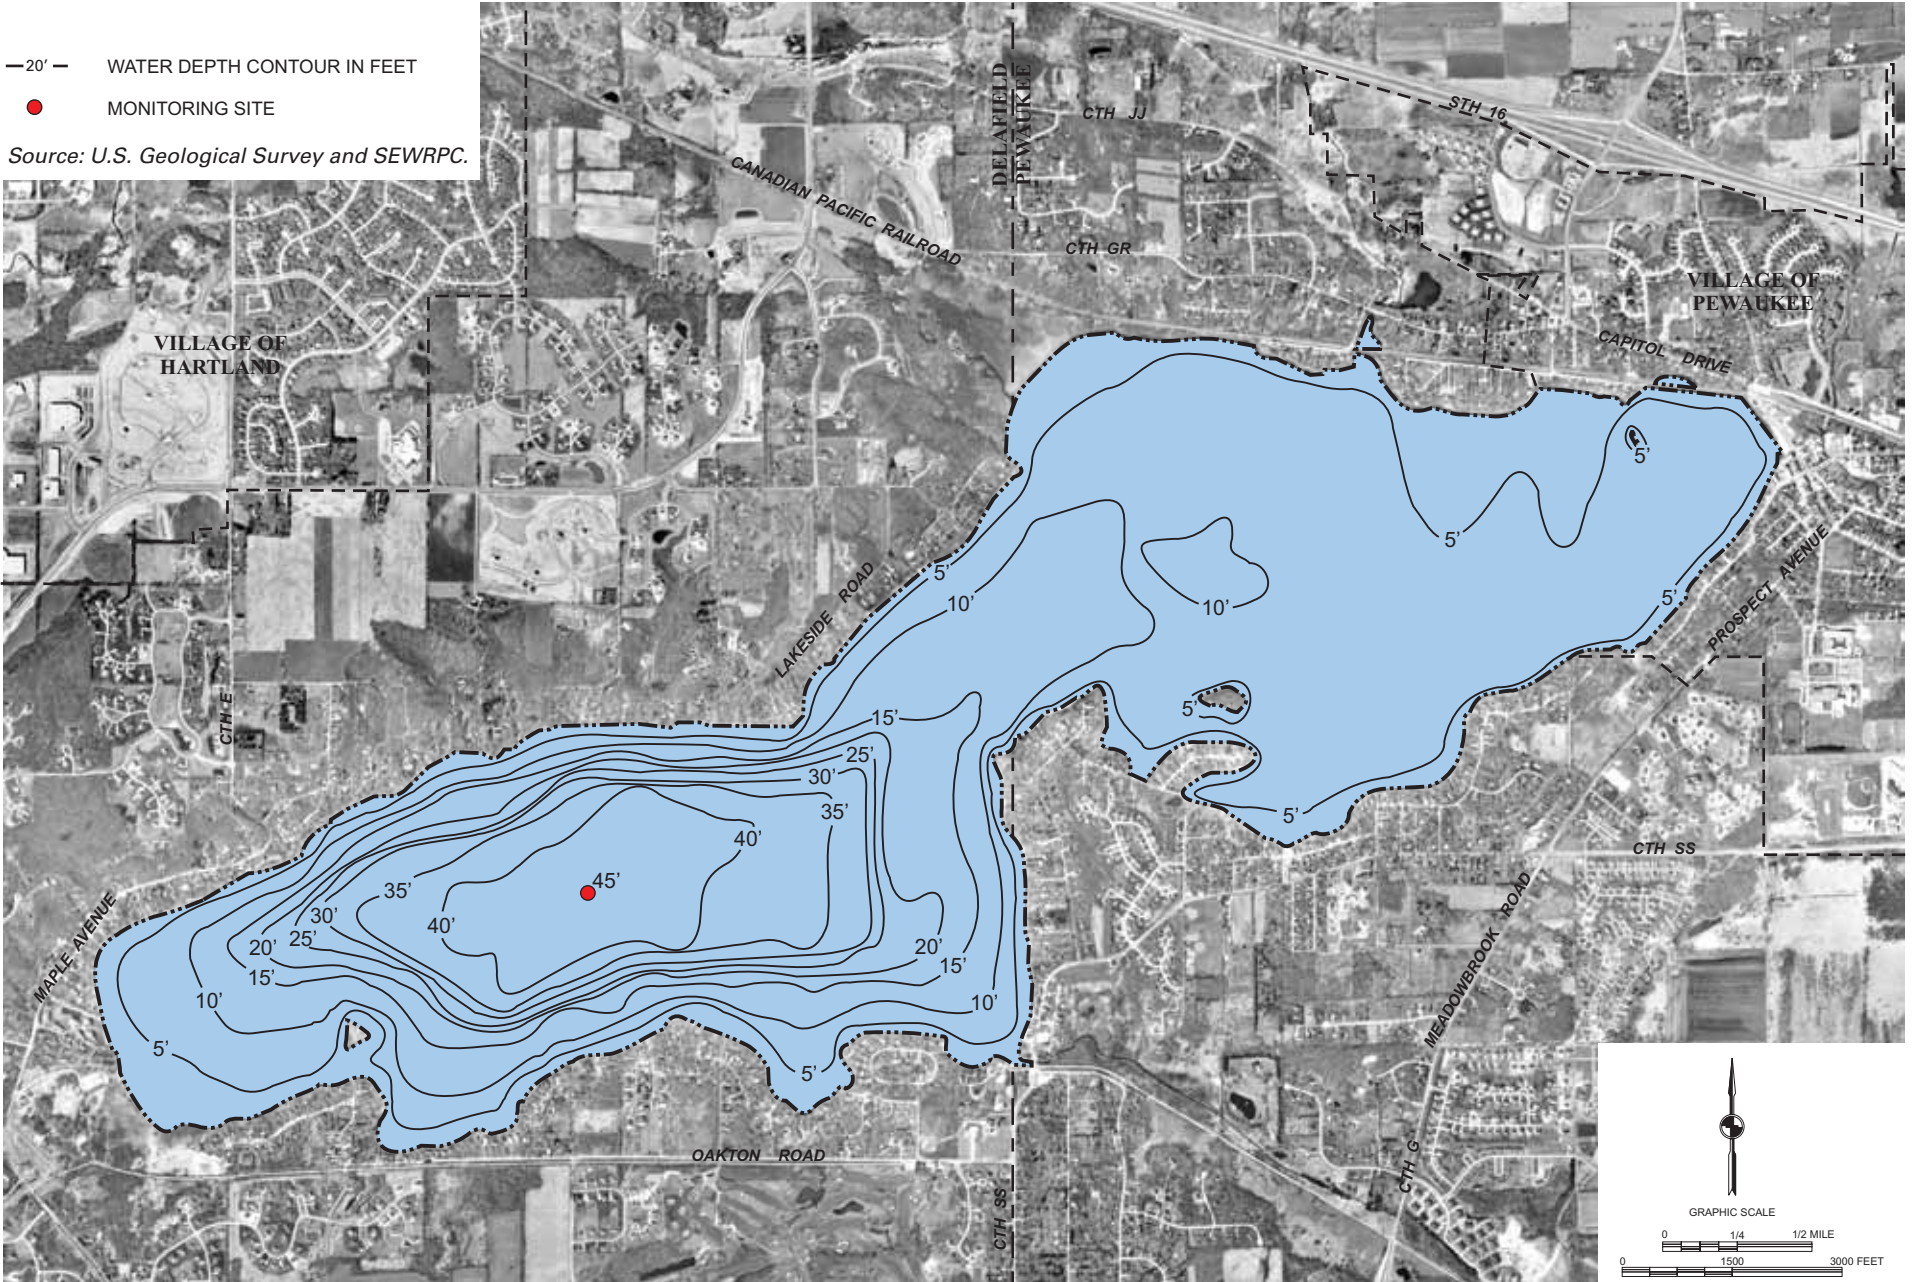 —20' — WATER DEPTH CONTOUR IN FEET
MONITORING SITE
Source: U.S. Geological Survey and SEWRPC.
DELAFIELD
PEWAUKEE
CTH JJ
STH 16
CANADIAN PACIFIC RAILROAD
CTH GR
VILLAGE OF
PEWAUKEE
VILLAGE OF
HARTLAND
CAPITOL DRIVE
5'
5'
5'
10'
10'
5'
LAKESIDE ROAD
PROSPECT AVENUE
CTH E
5'
15'
25'
30'
35'
40'
5'
CTH SS
45'
35'
40'
30'
25'
20'
15'
10'
5'
20'
15'
10'
5'
MAPLE AVENUE
MEADOWBROOK ROAD
OAKTON ROAD
CTH G
CTH SS
GRAPHIC SCALE
0 1/4 1/2 MILE
0 1500 3000 FEET